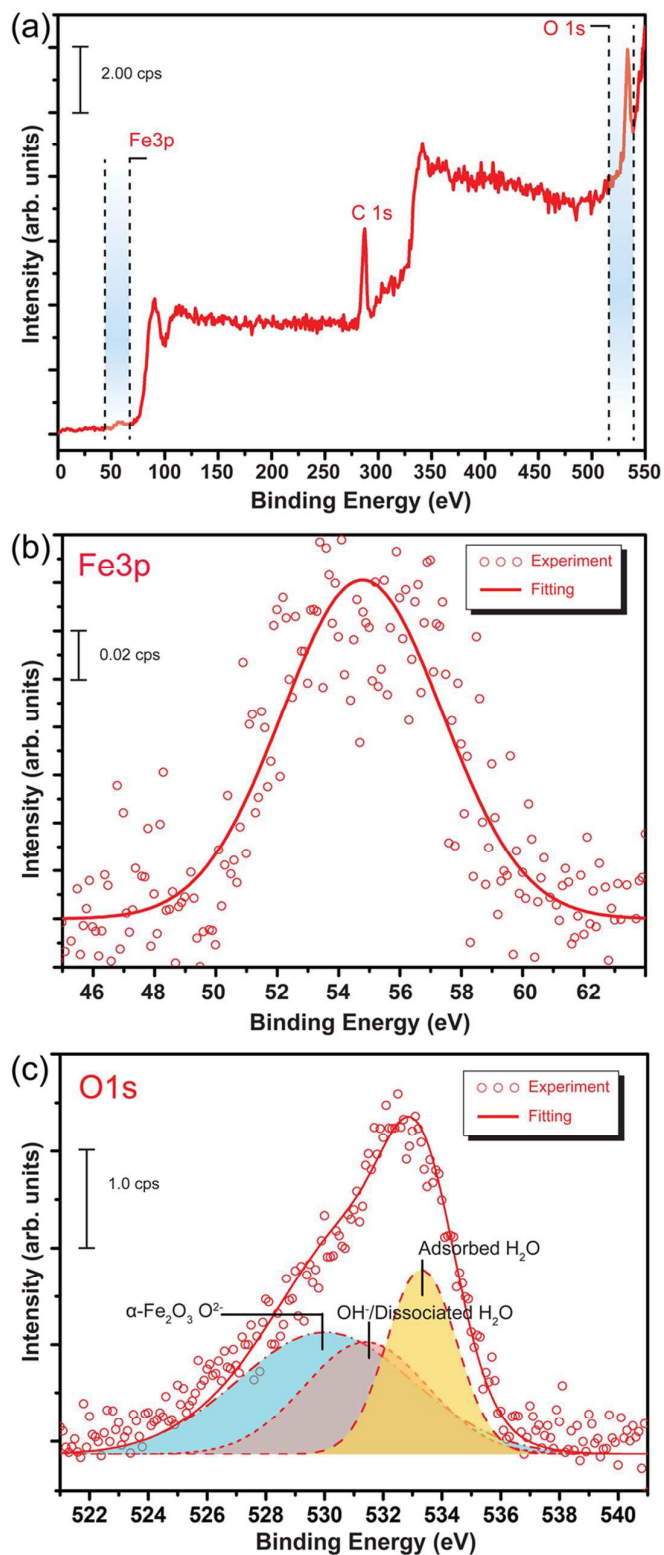 (a)
O 1s
2.00 cps
Fe3p
C 1s
Intensity (arb. units)
0 50 100 150 200 250 300 350 400 450 500 550
Binding Energy (eV)
(b)
Fe3p
Experiment
Fitting
0.02 cps
Intensity (arb. units)
46 48 50 52 54 56 58 60 62
Binding Energy (eV)
(c)
O1s
Experiment
Fitting
1.0 cps
Intensity (arb. units)
Adsorbed H₂O
α-Fe₂O₃ O²⁻
OH⁻/Dissociated H₂O
522 524 526 528 530 532 534 536 538 540
Binding Energy (eV)